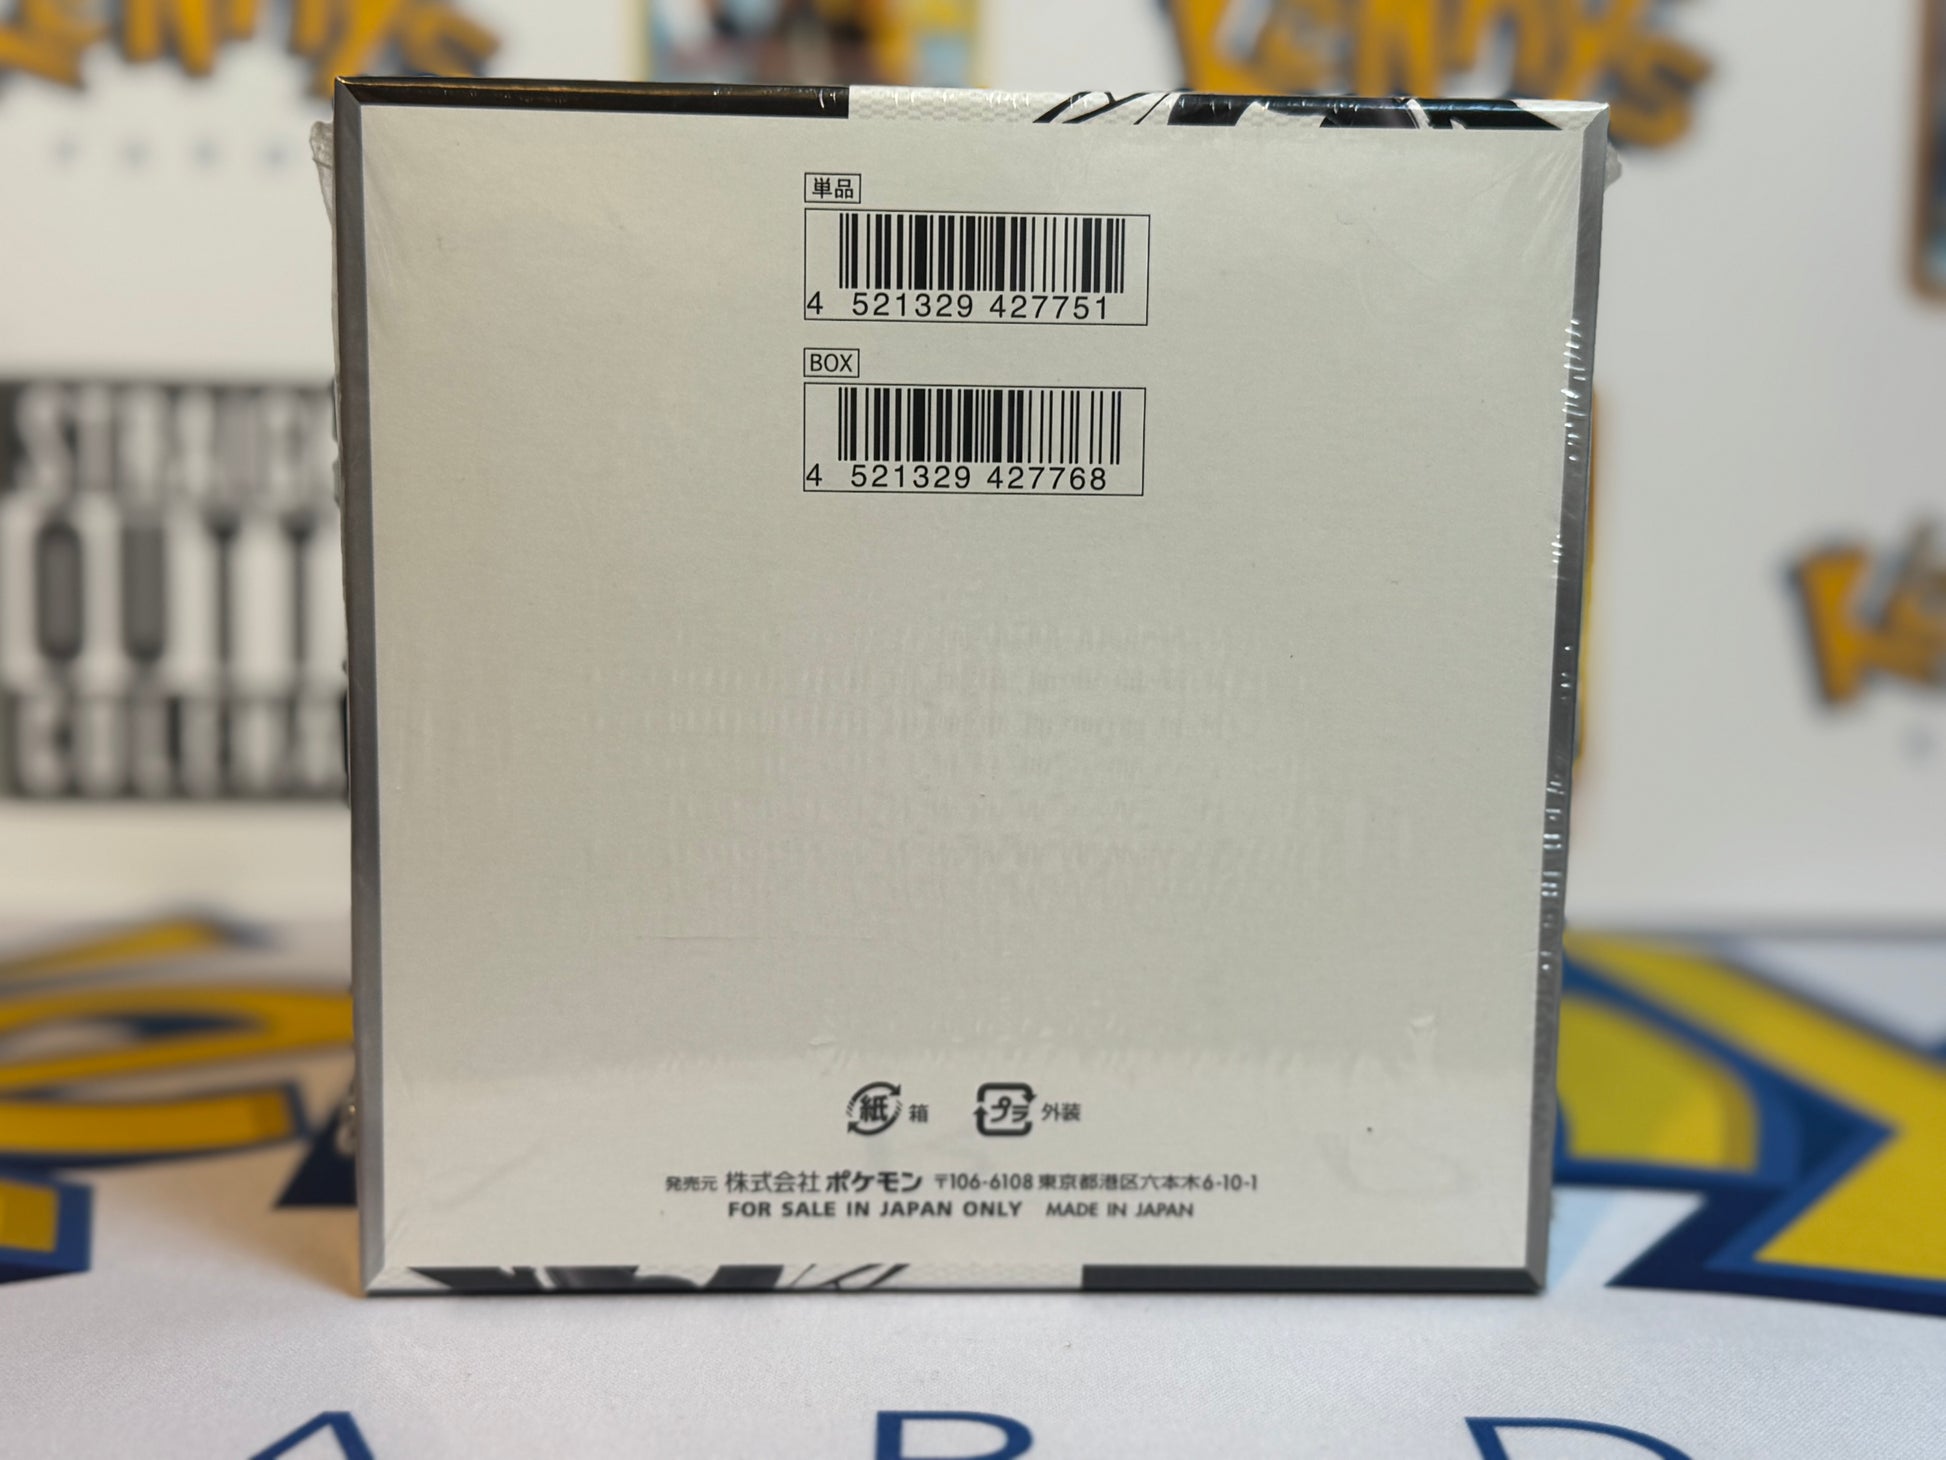 単品
4 521329 427751
BOX
4 521329 427768
紙 箱 プラ 外装
発売元 株式会社 ポケモン 〒106-6108 東京都港区六本木6-10-1
FOR SALE IN JAPAN ONLY MADE IN JAPAN